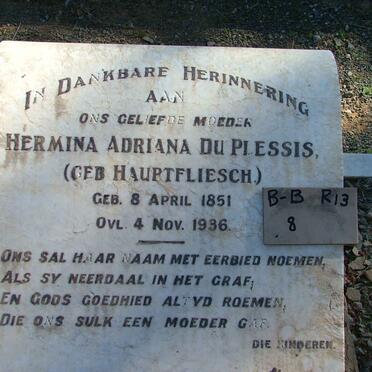 IN DANKBARE HERINNERING
AAN
ONS GELIEFDE MOEDER
HERMINA ADRIANA DU PLESSIS,
(GEB HAUPTFLIESCH)
GEB. 8 APRIL 1851
OVL. 4 NOV. 1936.
B-B R13
8
ONS SAL HAAR NAAM MET EERBIED NOEMEN,
ALS SY NEERDAAL IN HET GRAF;
EN GODS GOEDHIED ALTYD ROEMEN,
DIE ONS SULK EEN MOEDER GAF.
DIE KINDEREN.